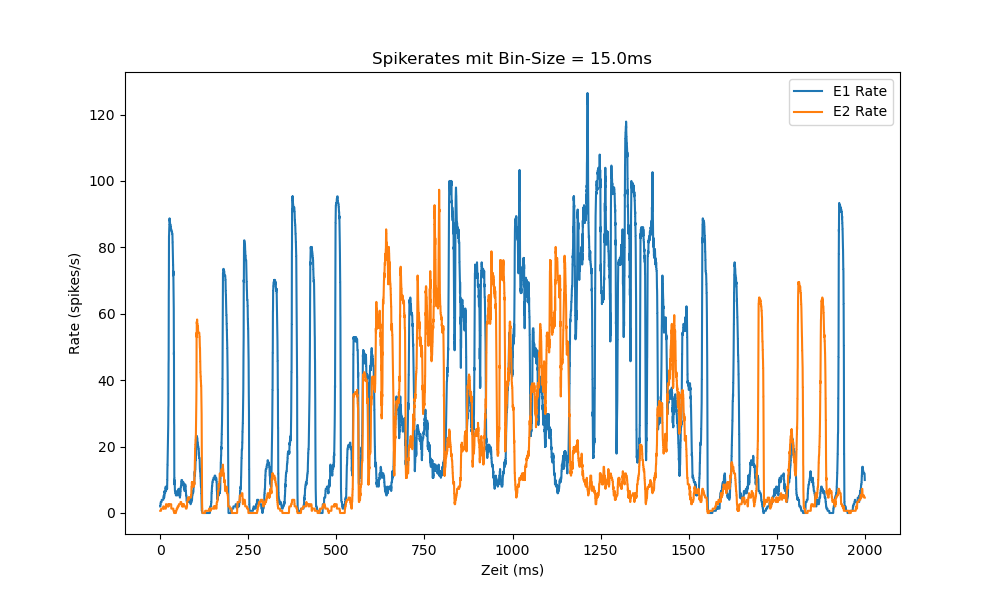 Spikerates mit Bin-Size = 15.0ms
E1 Rate
E2 Rate
Rate (spikes/s)
120
100
80
60
40
20
0
0 250 500 750 1000 1250 1500 1750 2000
Zeit (ms)